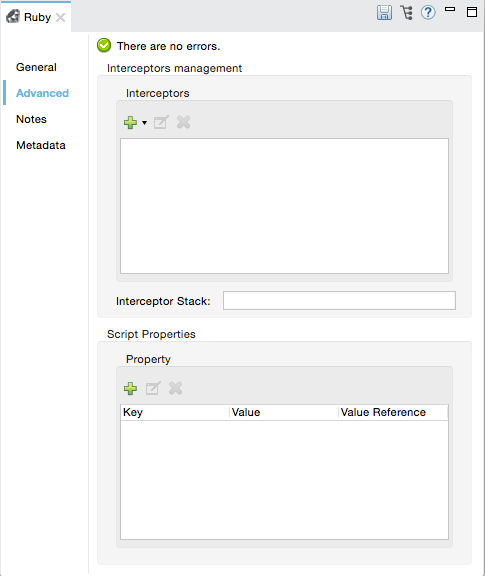 Ruby
There are no errors.
General
Advanced
Notes
Metadata
Interceptors management
Interceptors
Interceptor Stack:
Script Properties
Property
Key Value Value Reference